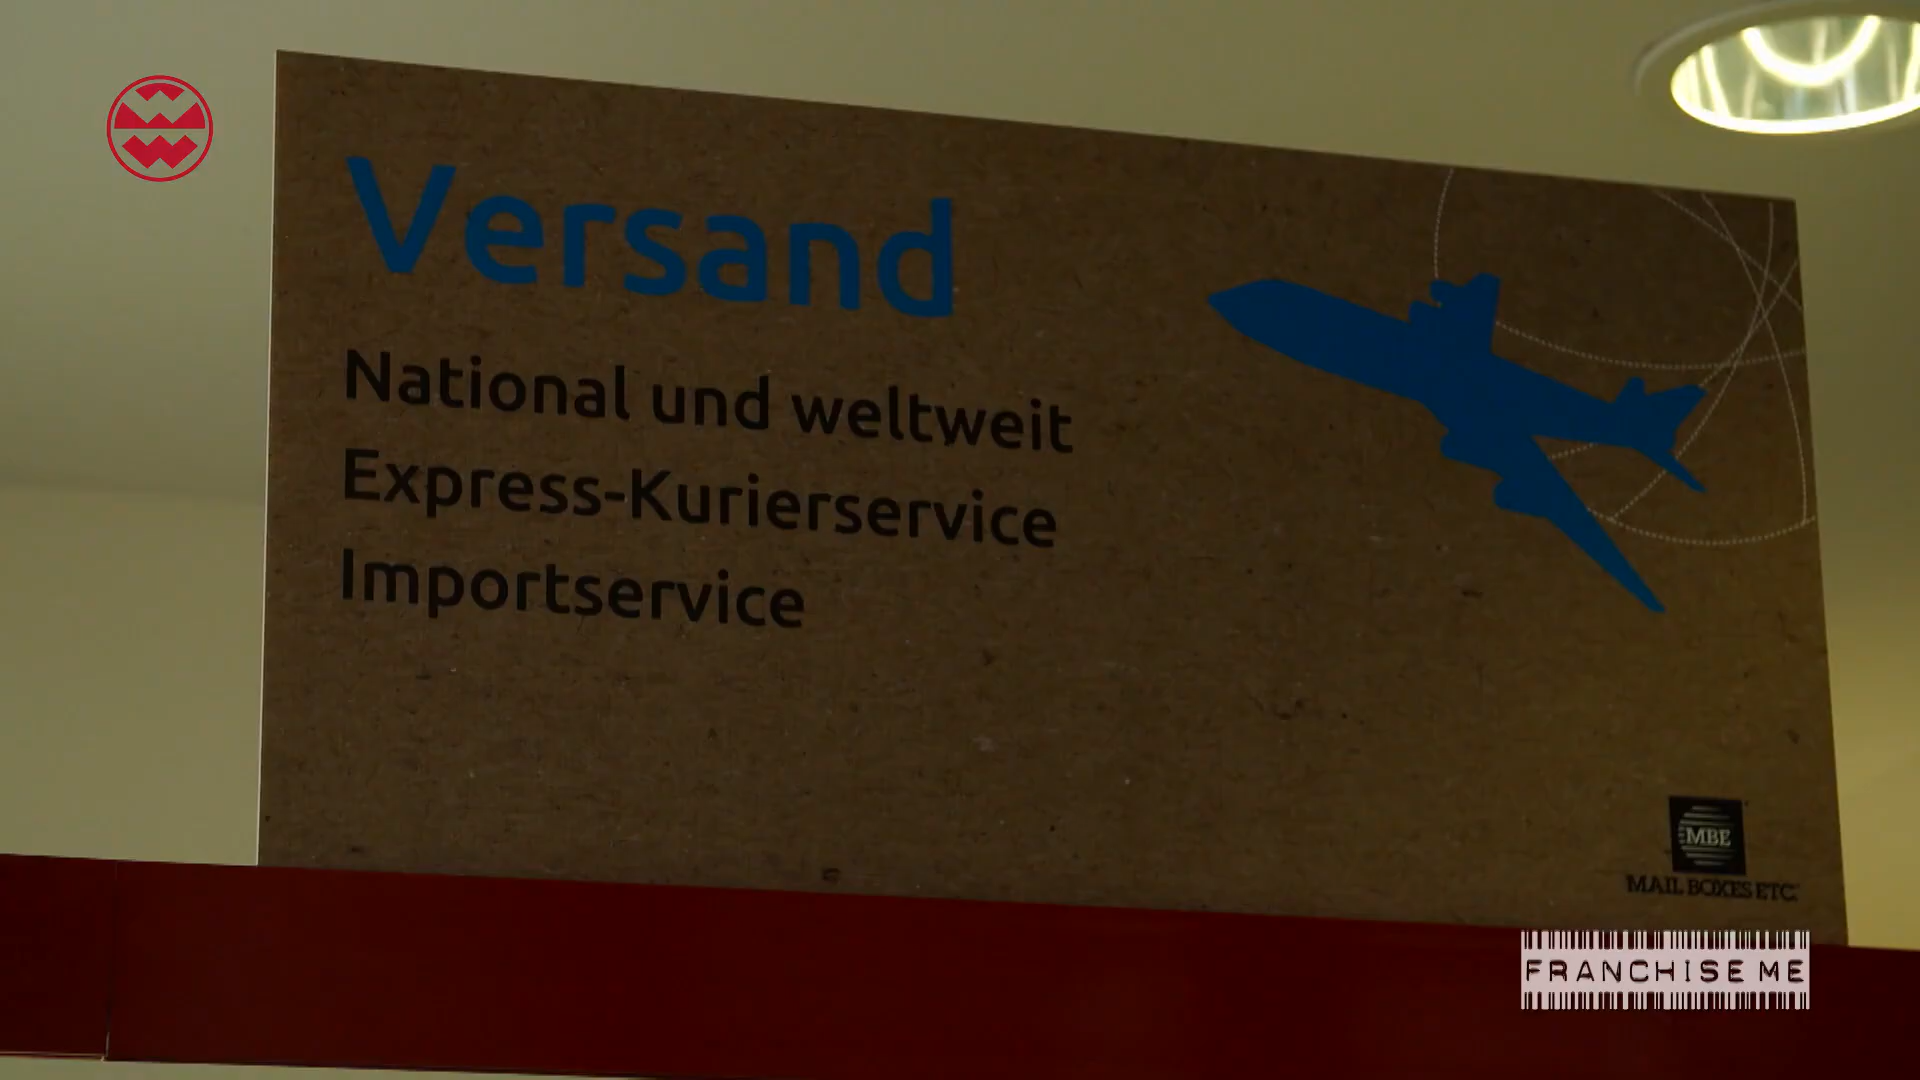 Versand
National und weltweit
Express-Kurierservice
Importservice
MBE
MAIL BOXES ETC.
FRANCHISE ME